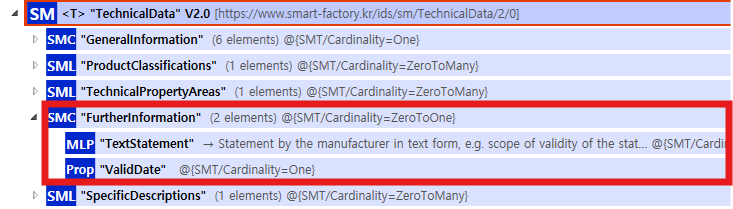 SM <T> "TechnicalData" V2.0 [https://www.smart-factory.kr/ids/sm/TechnicalData/2/0]
SMC "GeneralInformation" (6 elements) @{SMT/Cardinality=One}
SML "ProductClassifications" (1 elements) @{SMT/Cardinality=ZeroToMany}
SML "TechnicalPropertyAreas" (1 elements) @{SMT/Cardinality=ZeroToMany}
SMC "FurtherInformation" (2 elements) @{SMT/Cardinality=ZeroToOne}
MLP "TextStatement" → Statement by the manufacturer in text form, e.g. scope of validity of the stat... @{SMT/Cardin
Prop "ValidDate" @{SMT/Cardinality=One}
SML "SpecificDescriptions" (1 elements) @{SMT/Cardinality=ZeroToMany}